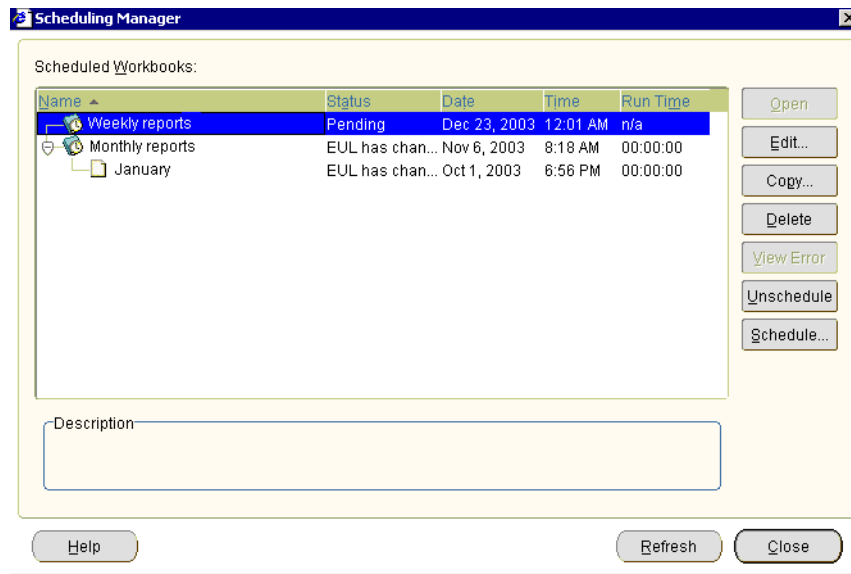 Scheduling Manager
Scheduled Workbooks:
Name Status Date Time Run Time
Weekly reports Pending Dec 23, 2003 12:01 AM n/a
Monthly reports EUL has chan... Nov 6, 2003 8:18 AM 00:00:00
January EUL has chan... Oct 1, 2003 6:56 PM 00:00:00
Open
Edit...
Copy...
Delete
View Error
Unschedule
Schedule...
Description
Help Refresh Close